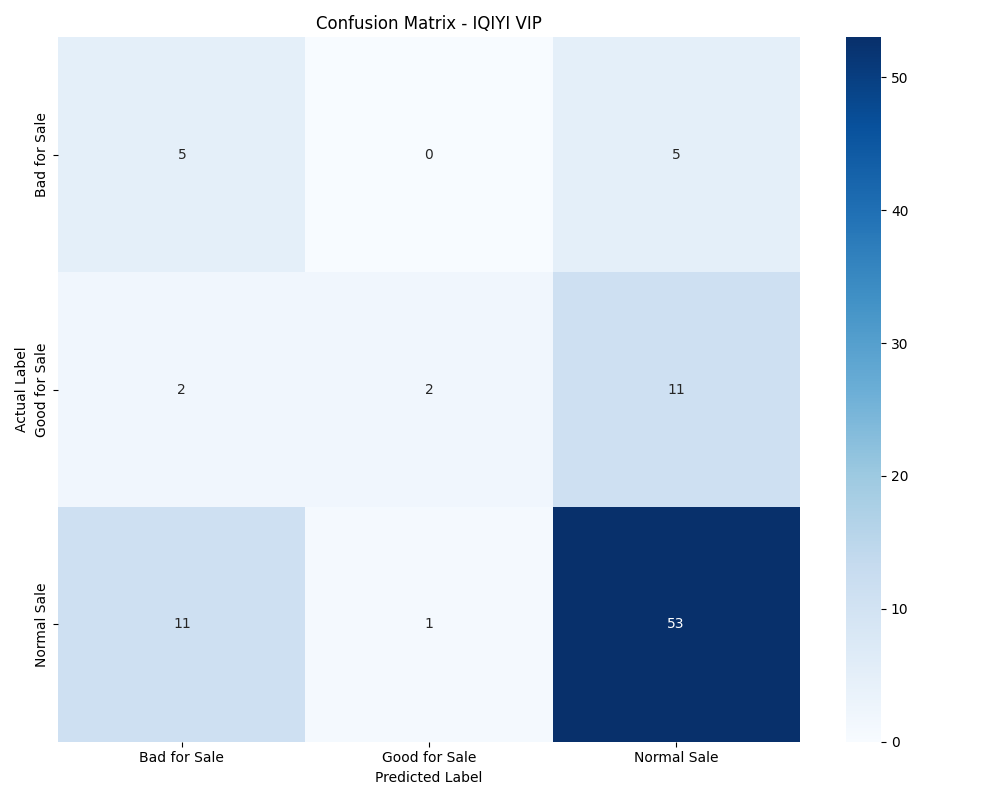 Confusion Matrix - IQIYI VIP
Actual Label
Bad for Sale
Good for Sale
Normal Sale
5 0 5
2 2 11
11 1 53
Bad for Sale Good for Sale Normal Sale
Predicted Label
50
40
30
20
10
0